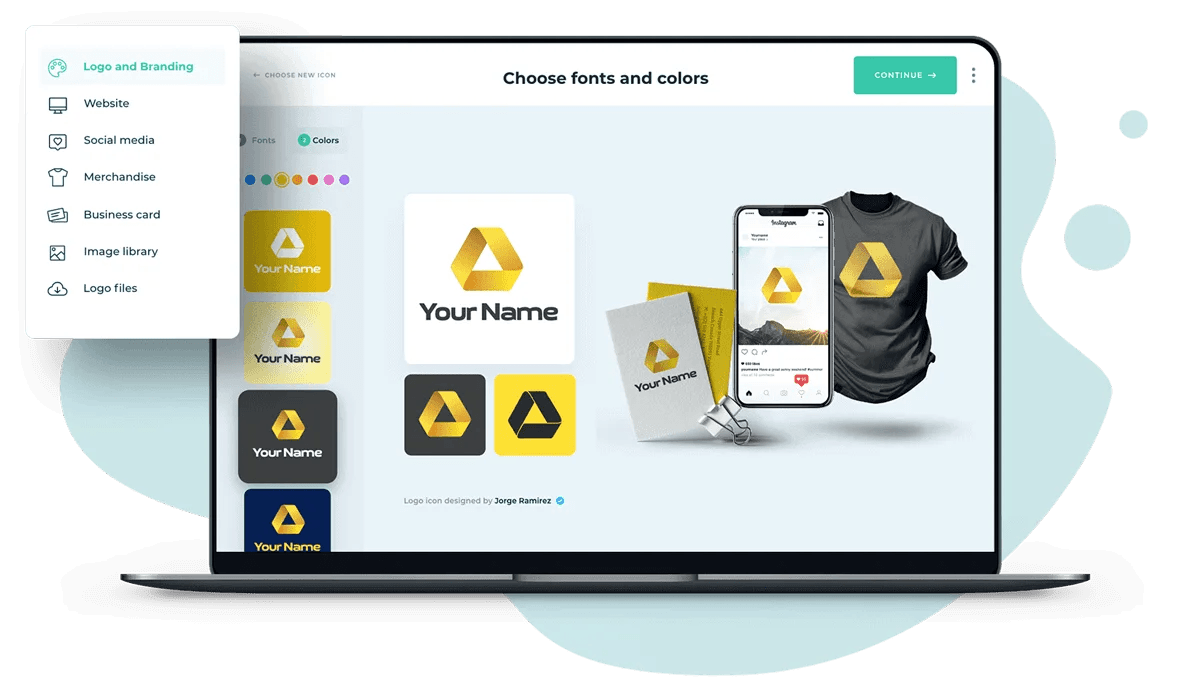 Logo and Branding
Website
Social media
Merchandise
Business card
Image library
Logo files
← CHOOSE NEW ICON
Choose fonts and colors
CONTINUE →
Fonts
2 Colors
Your Name
Your Name
Your Name
Your Name
Your Name
Your Name
Instagram
Yourname
Logo icon designed by Jorge Ramirez